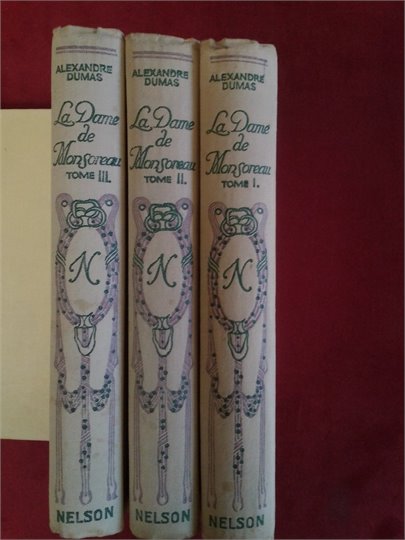 ALEXANDRE
DUMAS
La Dame
de
Monsoreau
TOME III.
N
NELSON
ALEXANDRE
DUMAS
La Dame
de
Monsoreau
TOME II.
N
NELSON
ALEXANDRE
DUMAS
La Dame
de
Monsoreau
TOME I.
N
NELSON